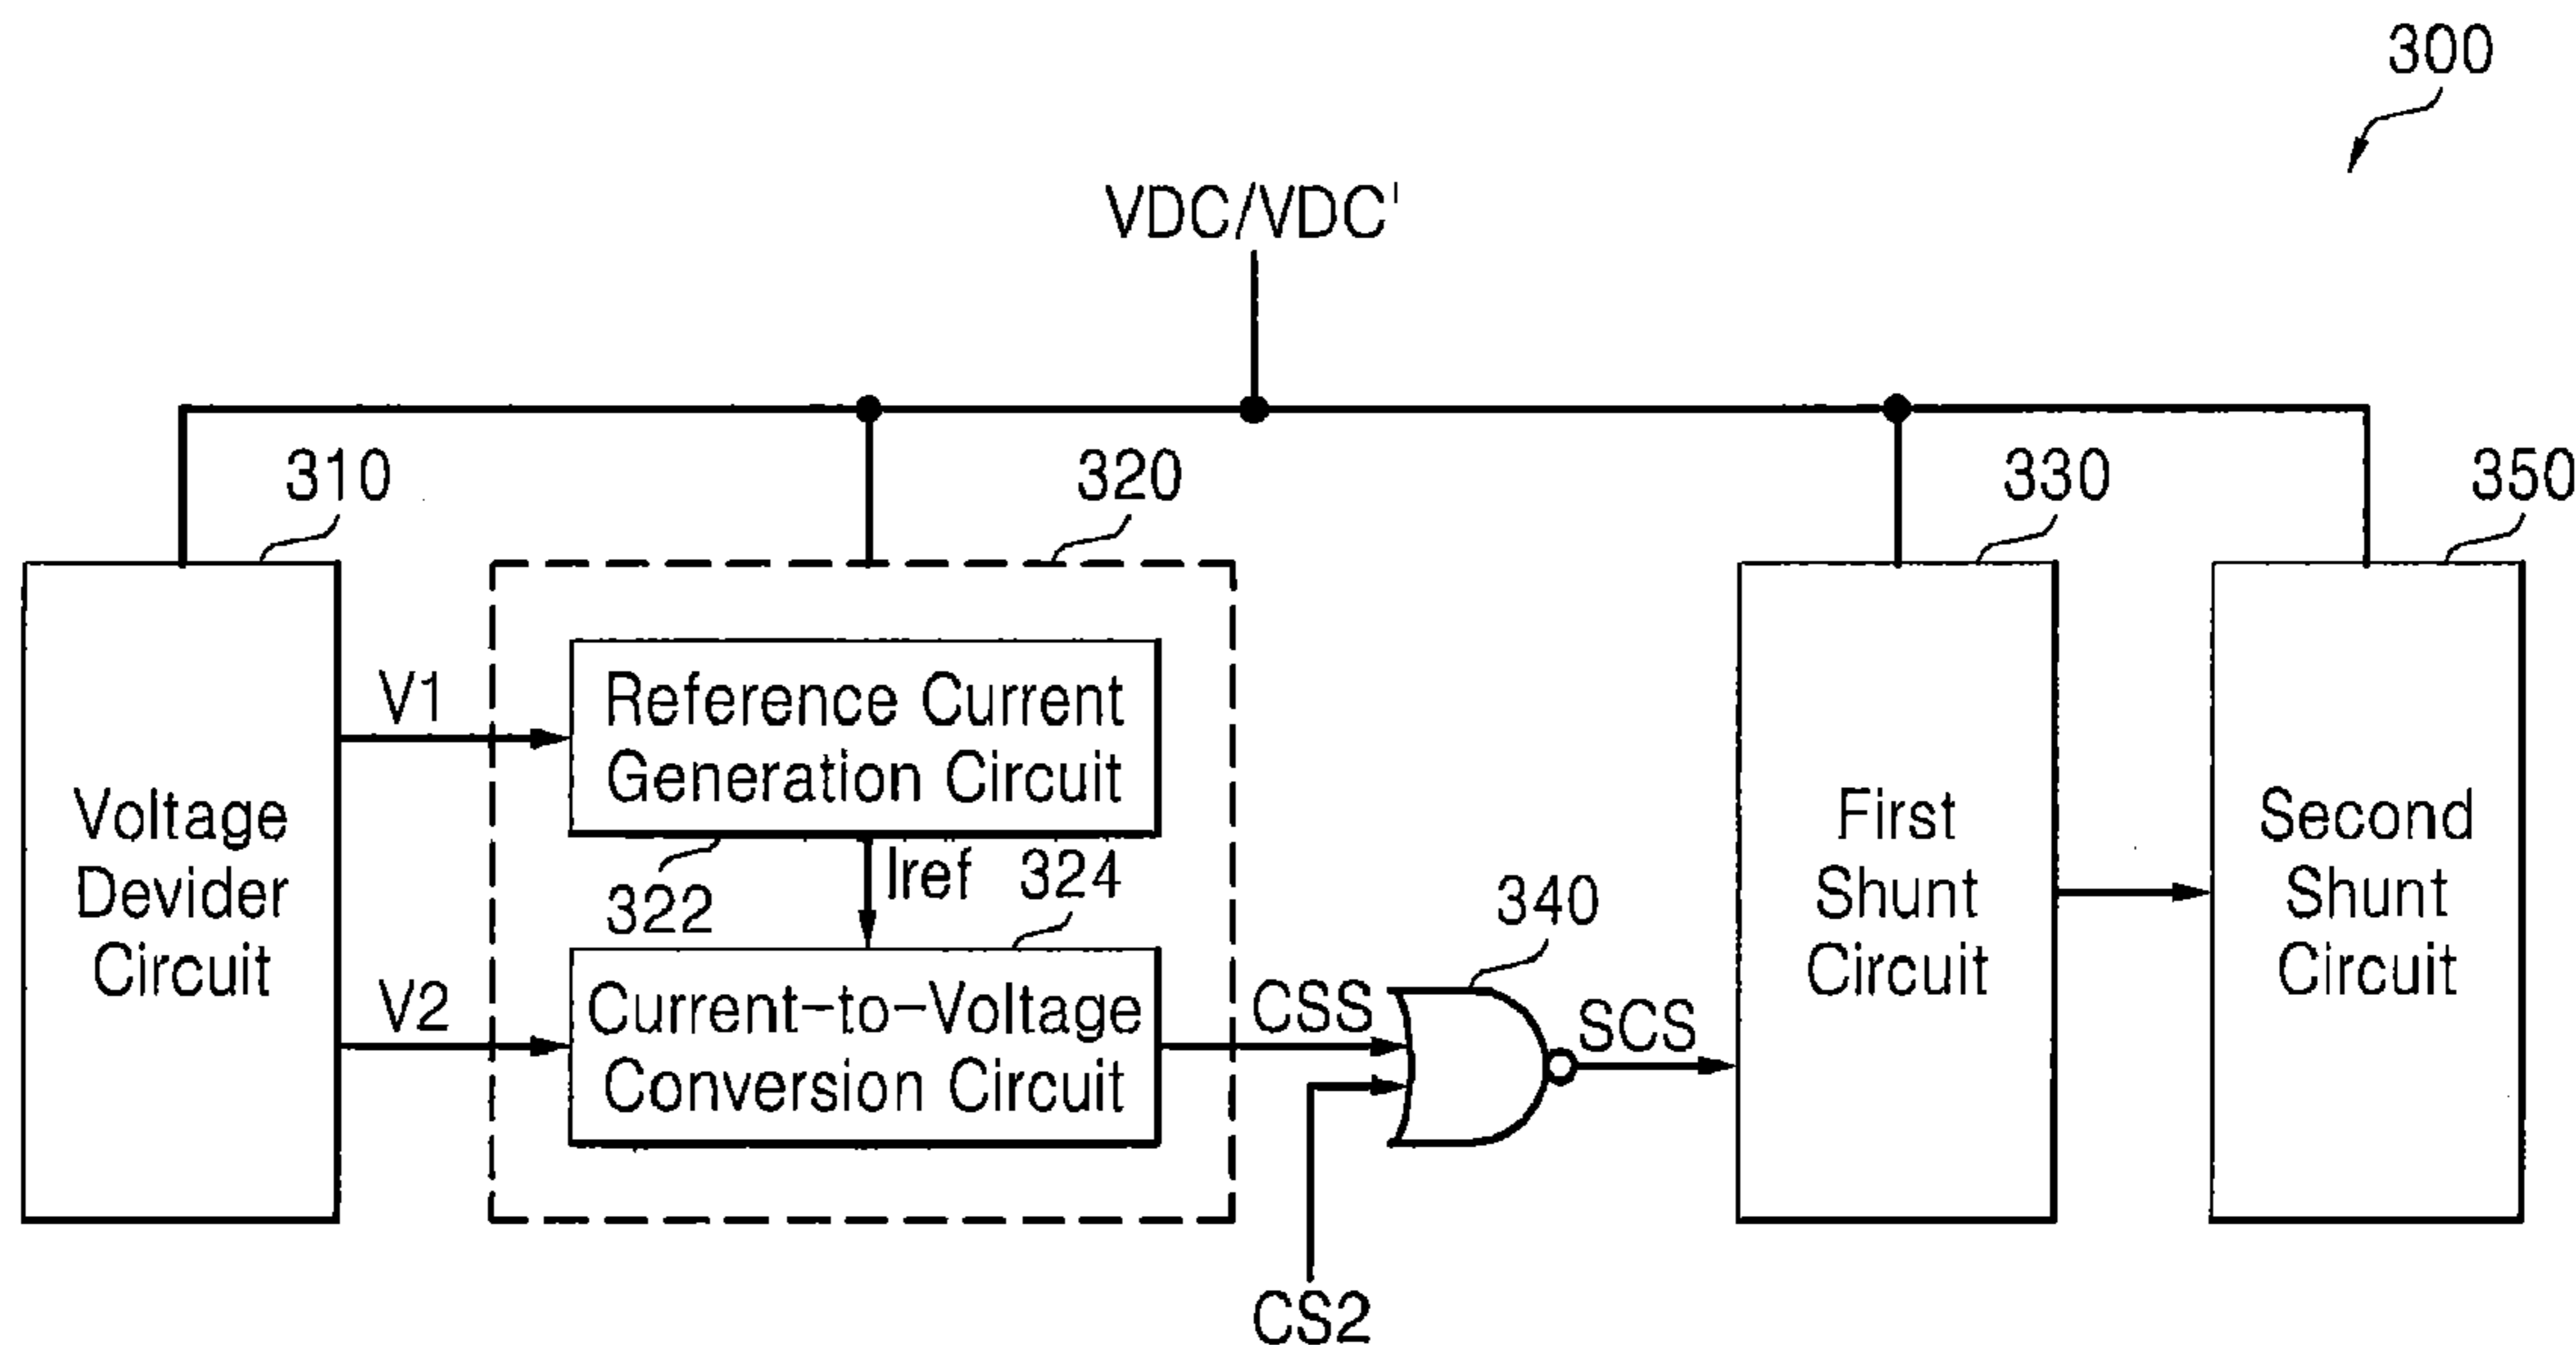 300
VDC/VDC'
310
320
330
350
V1
Reference Current
Generation Circuit
Voltage
Devider
Circuit
322
Iref
324
340
First
Shunt
Circuit
Second
Shunt
Circuit
V2
Current-to-Voltage
Conversion Circuit
CSS
SCS
CS2